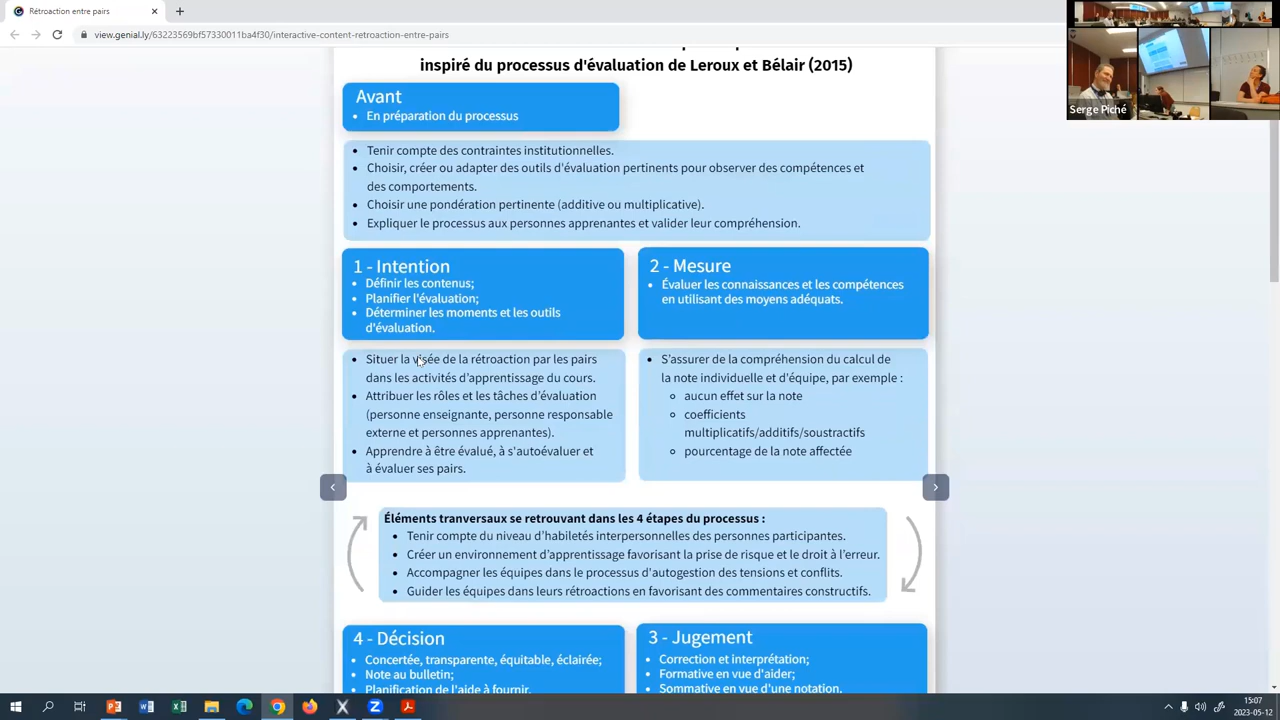 Rétroaction entre pairs
view.genial.ly/63223569bf57330011ba4f30/interactive-content-retroaction-entre-pairs
Serge Piché
inspiré du processus d'évaluation de Leroux et Bélair (2015)
Avant
• En préparation du processus
• Tenir compte des contraintes institutionnelles.
• Choisir, créer ou adapter des outils d'évaluation pertinents pour observer des compétences et
des comportements.
• Choisir une pondération pertinente (additive ou multiplicative).
• Expliquer le processus aux personnes apprenantes et valider leur compréhension.
1 - Intention
• Définir les contenus;
• Planifier l'évaluation;
• Déterminer les moments et les outils
d'évaluation.
2 - Mesure
• Évaluer les connaissances et les compétences
en utilisant des moyens adéquats.
• Situer la visée de la rétroaction par les pairs
dans les activités d'apprentissage du cours.
• Attribuer les rôles et les tâches d'évaluation
(personne enseignante, personne responsable
externe et personnes apprenantes).
• Apprendre à être évalué, à s'autoévaluer et
à évaluer ses pairs.
• S'assurer de la compréhension du calcul de
la note individuelle et d'équipe, par exemple :
○ aucun effet sur la note
○ coefficients
multiplicatifs/additifs/soustractifs
○ pourcentage de la note affectée
Éléments tranversaux se retrouvant dans les 4 étapes du processus :
• Tenir compte du niveau d'habiletés interpersonnelles des personnes participantes.
• Créer un environnement d'apprentissage favorisant la prise de risque et le droit à l'erreur.
• Accompagner les équipes dans le processus d'autogestion des tensions et conflits.
• Guider les équipes dans leurs rétroactions en favorisant des commentaires constructifs.
4 - Décision
• Concertée, transparente, équitable, éclairée;
• Note au bulletin;
• Planification de l'aide à fournir.
3 - Jugement
• Correction et interprétation;
• Formative en vue d'aider;
• Sommative en vue d'une notation.
15:07
2023-05-12